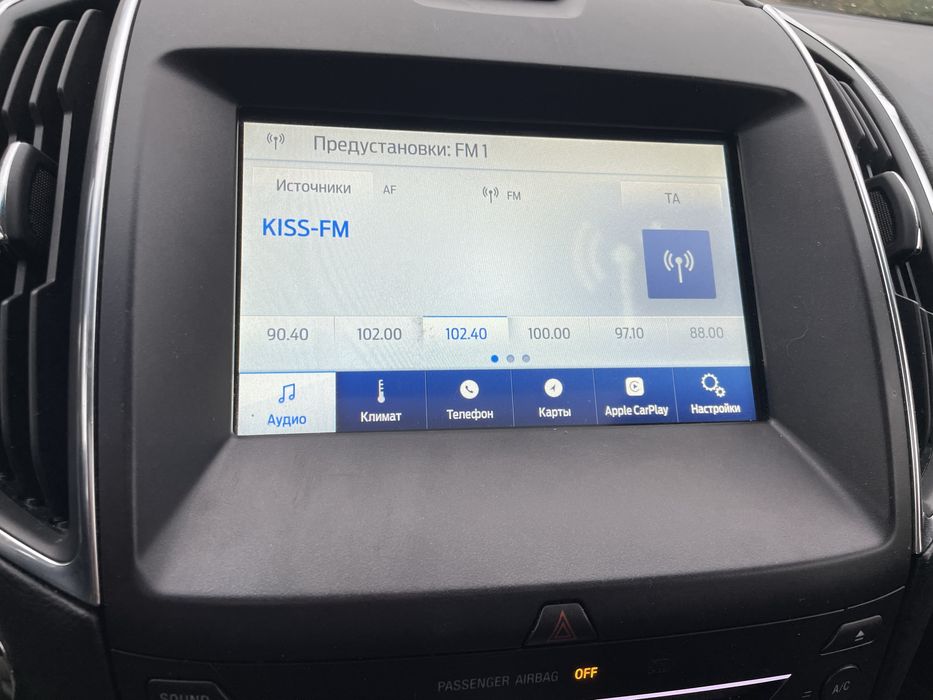 Предустановки: FM 1
Источники AF FM TA
KISS-FM
90.40 102.00 102.40 100.00 97.10 88.00
Аудио Климат Телефон Карты Apple CarPlay Настройки
PASSENGER AIRBAG OFF
SOUND A/C